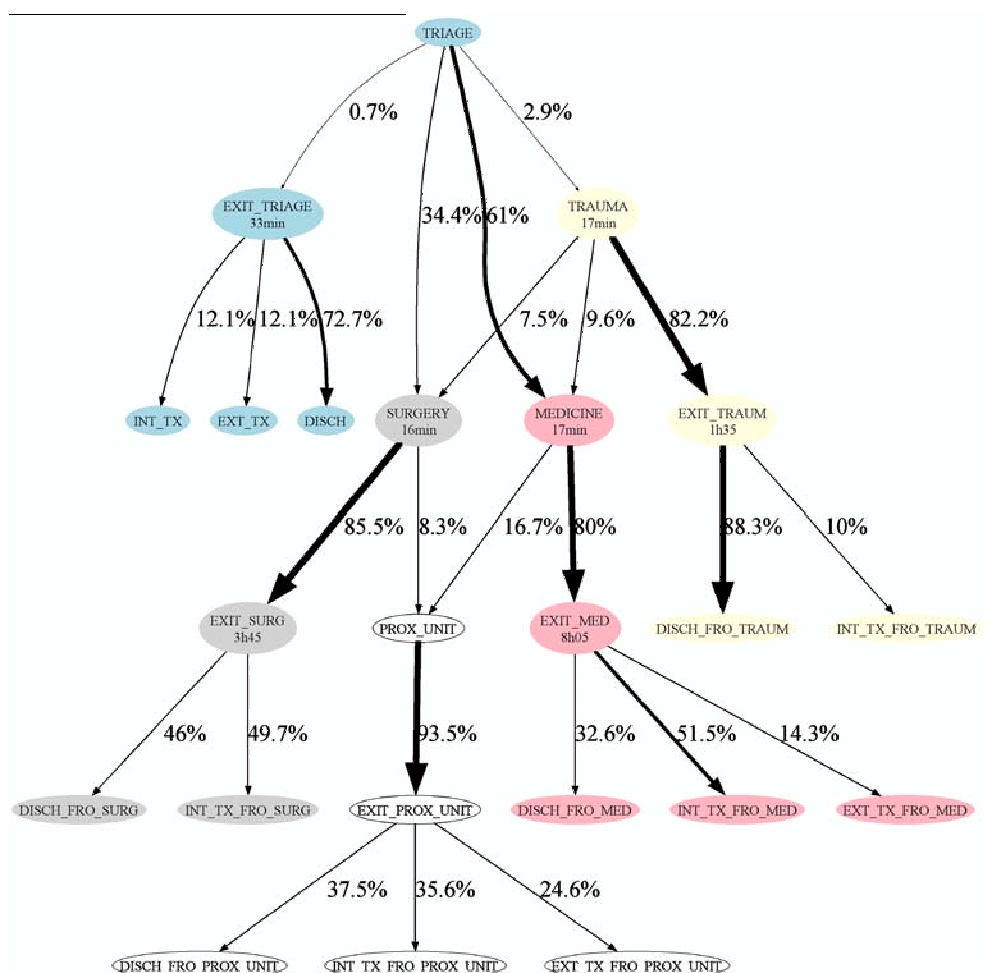 TRIAGE
0.7%
2.9%
EXIT_TRIAGE
33min
34.4%
61%
TRAUMA
17min
12.1%
12.1%
72.7%
7.5%
9.6%
82.2%
INT_TX
EXT_TX
DISCH
SURGERY
16min
MEDICINE
17min
EXIT_TRAUM
1h35
85.5%
8.3%
16.7%
80%
88.3%
10%
EXIT_SURG
3h45
PROX_UNIT
EXIT_MED
8h05
DISCH_FRO_TRAUM
INT_TX_FRO_TRAUM
46%
49.7%
93.5%
32.6%
51.5%
14.3%
DISCH_FRO_SURG
INT_TX_FRO_SURG
EXIT_PROX_UNIT
DISCH_FRO_MED
INT_TX_FRO_MED
EXT_TX_FRO_MED
37.5%
35.6%
24.6%
DISCH_FRO_PROX_UNIT
INT_TX_FRO_PROX_UNIT
EXT_TX_FRO_PROX_UNIT